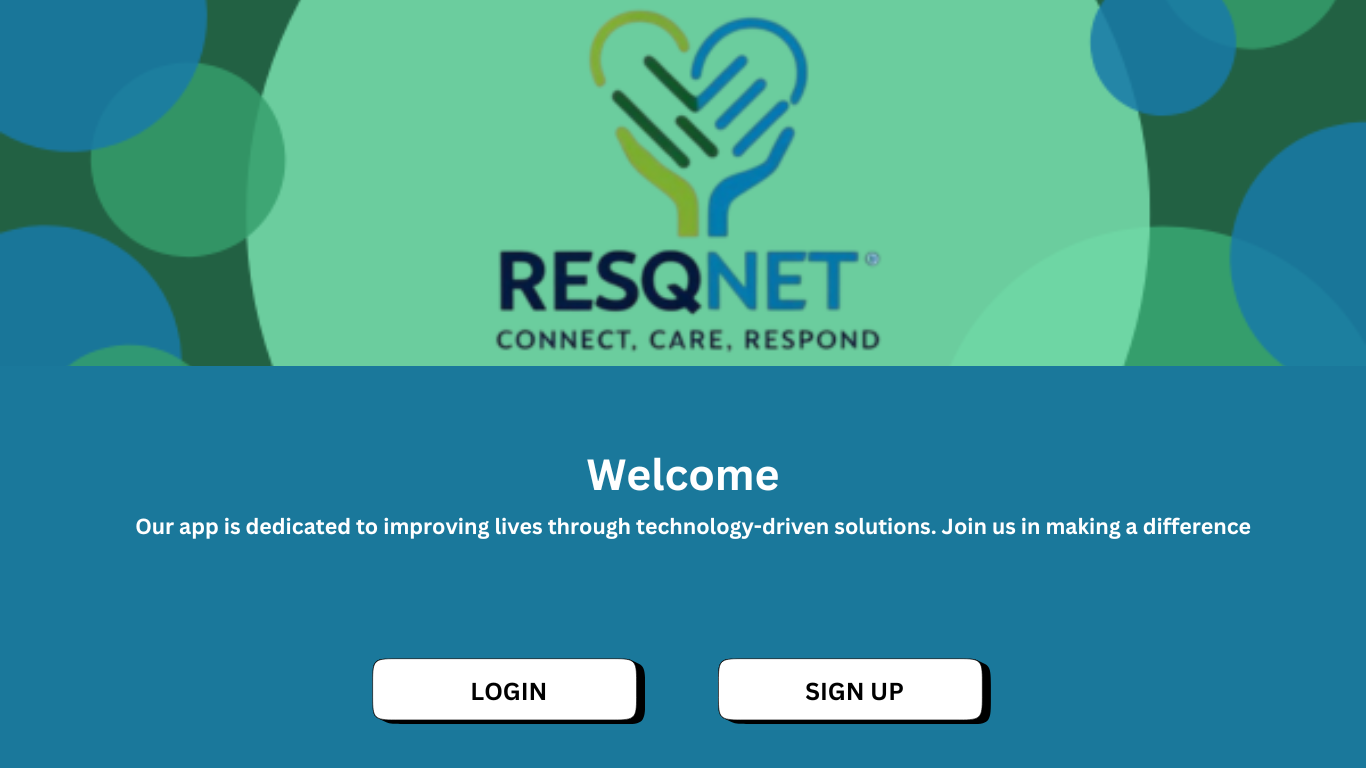 RESQNET®
CONNECT, CARE, RESPOND
Welcome
Our app is dedicated to improving lives through technology-driven solutions. Join us in making a difference
LOGIN
SIGN UP